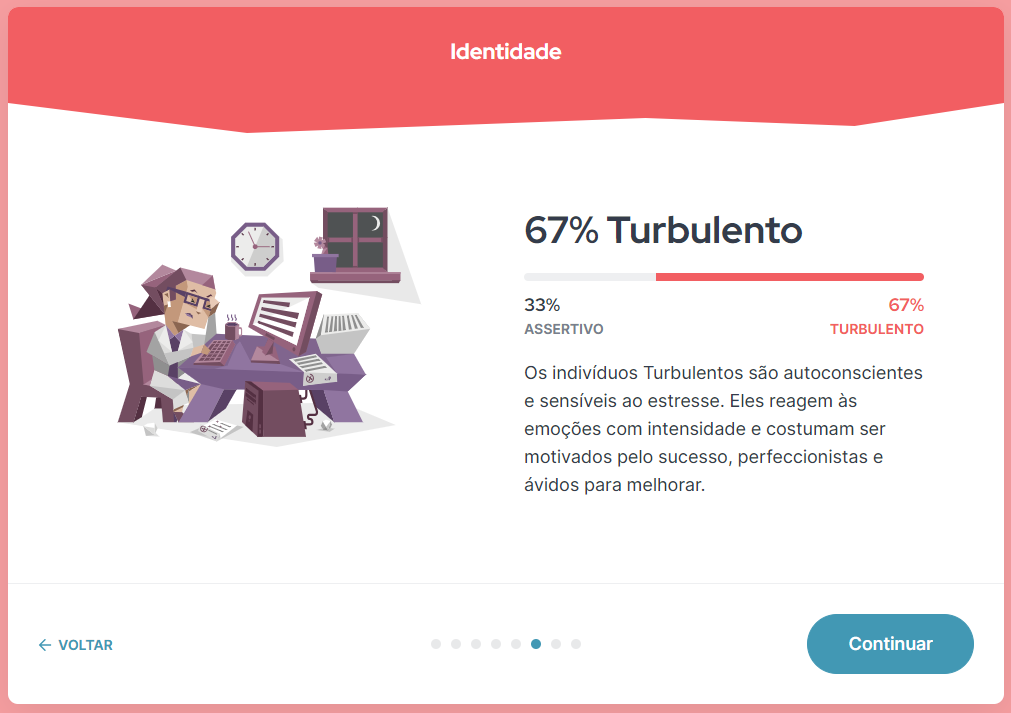 Identidade
67% Turbulento
33%
67%
ASSERTIVO
TURBULENTO
Os indivíduos Turbulentos são autoconscientes
e sensíveis ao estresse. Eles reagem às
emoções com intensidade e costumam ser
motivados pelo sucesso, perfeccionistas e
ávidos para melhorar.
← VOLTAR
Continuar